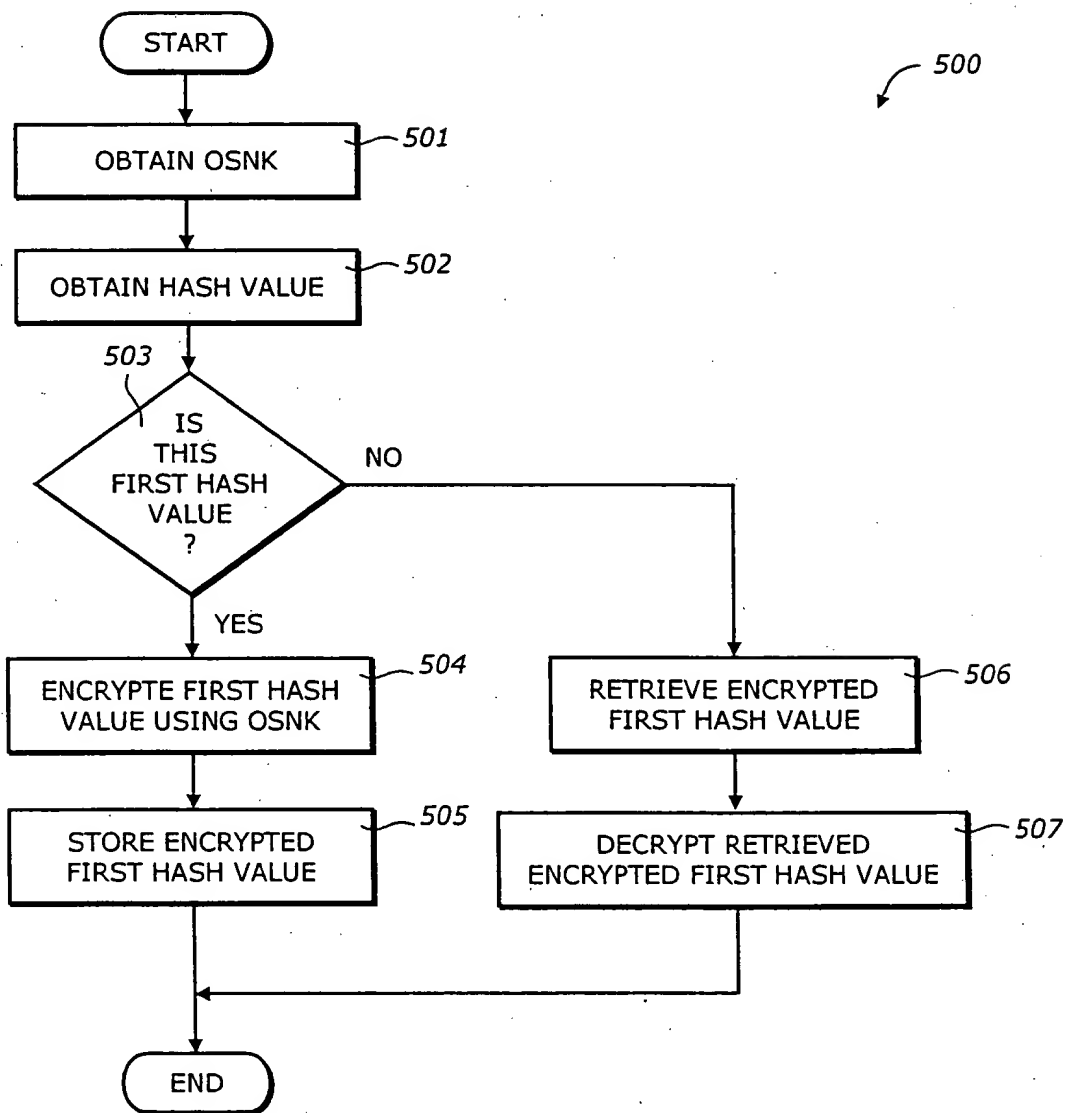 START
500
501
OBTAIN OSNK
502
OBTAIN HASH VALUE
503
IS
THIS
FIRST HASH
VALUE
?
NO
YES
504
ENCRYPTE FIRST HASH
VALUE USING OSNK
506
RETRIEVE ENCRYPTED
FIRST HASH VALUE
505
STORE ENCRYPTED
FIRST HASH VALUE
507
DECRYPT RETRIEVED
ENCRYPTED FIRST HASH VALUE
END